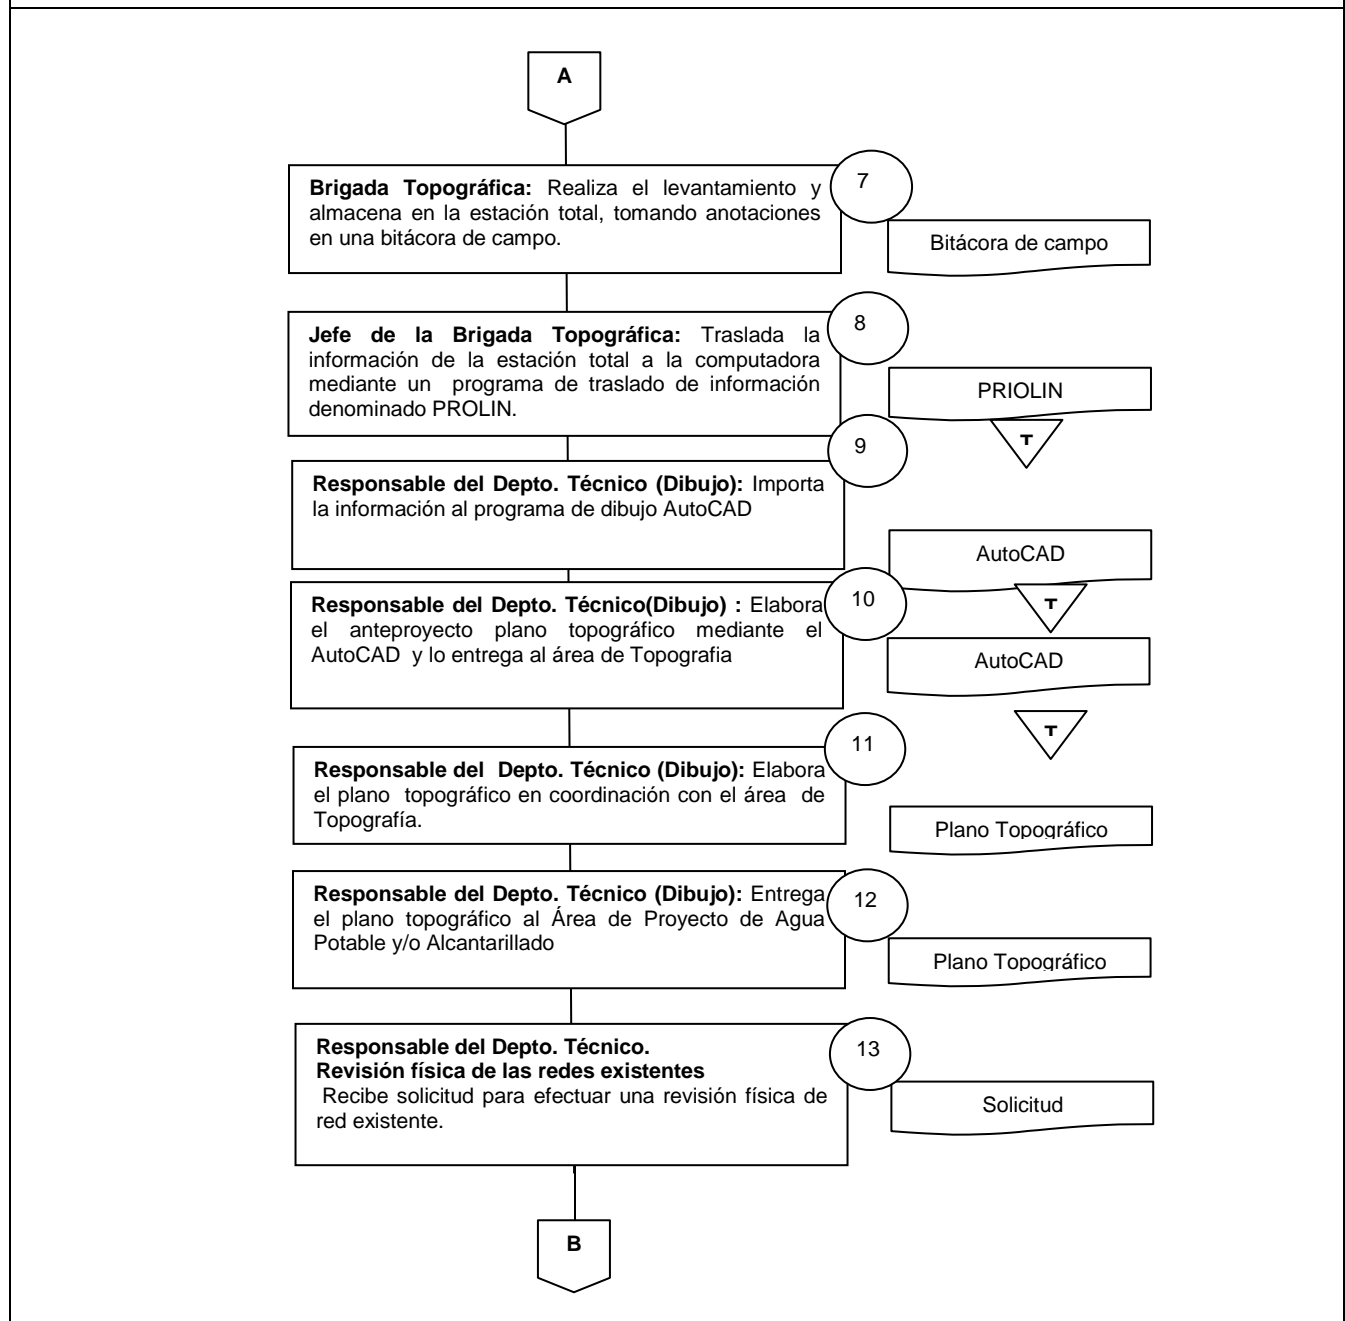 A
Brigada Topográfica: Realiza el levantamiento y
almacena en la estación total, tomando anotaciones
en una bitácora de campo.
7
Bitácora de campo
Jefe de la Brigada Topográfica: Traslada la
información de la estación total a la computadora
mediante un programa de traslado de información
denominado PROLIN.
8
PRIOLIN
T
Responsable del Depto. Técnico (Dibujo): Importa
la información al programa de dibujo AutoCAD
9
AutoCAD
T
Responsable del Depto. Técnico(Dibujo) : Elabora
el anteproyecto plano topográfico mediante el
AutoCAD y lo entrega al área de Topografia
10
AutoCAD
T
Responsable del Depto. Técnico (Dibujo): Elabora
el plano topográfico en coordinación con el área de
Topografía.
11
Plano Topográfico
Responsable del Depto. Técnico (Dibujo): Entrega
el plano topográfico al Área de Proyecto de Agua
Potable y/o Alcantarillado
12
Plano Topográfico
Responsable del Depto. Técnico.
Revisión física de las redes existentes
Recibe solicitud para efectuar una revisión física de
red existente.
13
Solicitud
B